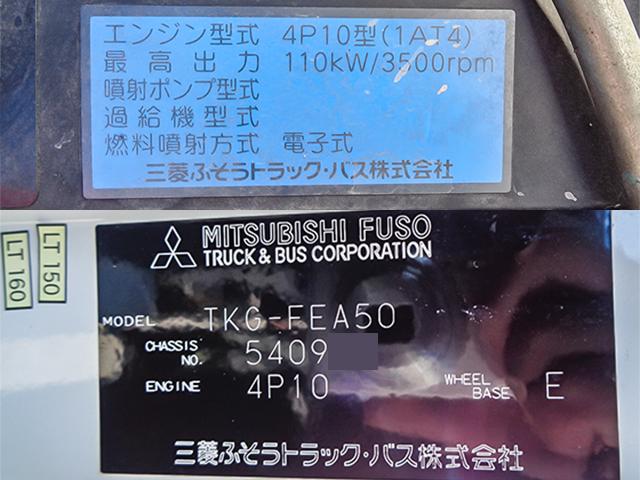 エンジン型式 4P10型(1AT4)
最高出力 110kW/3500rpm
噴射ポンプ型式
過給機型式
燃料噴射方式 電子式
三菱ふそうトラック・バス株式会社
LT 160
LT 150
MITSUBISHI FUSO
TRUCK & BUS CORPORATION
MODEL TKG-FEA50
CHASSIS NO. 5409
ENGINE 4P10 WHEEL BASE E
三菱ふそうトラック・バス株式会社